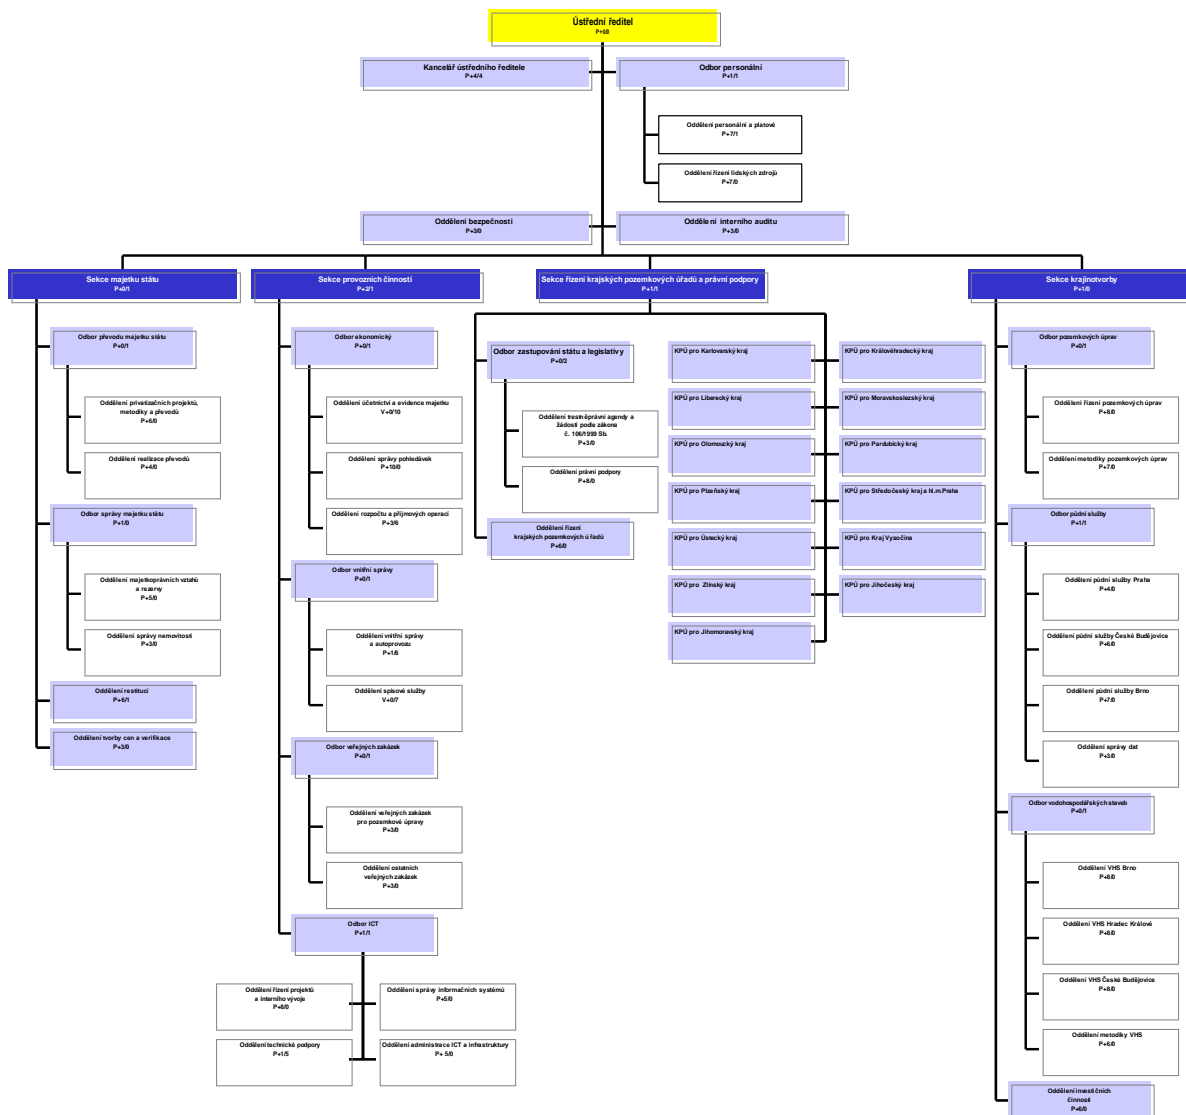 Ústřední ředitel
P+0/0
Kancelář ústředního ředitele
P+4/4
Odbor personální
P+1/1
Oddělení personální a platové
P+7/1
Oddělení řízení lidských zdrojů
P+7/0
Oddělení bezpečnosti
P+3/0
Oddělení interního auditu
P+3/0
Sekce majetku státu
P+0/1
Odbor převodu majetku státu
P+0/1
Oddělení privatizačních projektů,
metodiky a převodů
P+6/0
Oddělení realizace převodů
P+4/0
Odbor správy majetku státu
P+1/0
Oddělení majetkoprávních vztahů
a rezervy
P+5/0
Oddělení správy nemovitostí
P+3/0
Oddělení restitucí
P+6/1
Oddělení tvorby cen a verifikace
P+3/0
Sekce provozních činností
P+2/1
Odbor ekonomický
P+0/1
Oddělení účetnictví a evidence majetku
V+0/10
Oddělení správy pohledávek
P+10/0
Oddělení rozpočtu a příjmových operací
P+3/6
Odbor vnitřní správy
P+0/1
Oddělení vnitřní správy
a autoprovozu
P+1/6
Oddělení spisové služby
V+0/7
Odbor veřejných zakázek
P+0/1
Oddělení veřejných zakázek
pro pozemkové úpravy
P+3/0
Oddělení ostatních
veřejných zakázek
P+3/0
Odbor ICT
P+1/1
Oddělení řízení projektů
a interního vývoje
P+8/0
Oddělení správy informačních systémů
P+5/0
Oddělení technické podpory
P+1/5
Oddělení administrace ICT a infrastruktury
P+ 5/0
Sekce řízení krajských pozemkových úřadů a právní podpory
P+1/1
Odbor zastupování státu a legislativy
P+0/2
Oddělení trestněprávní agendy a
žádostí podle zákona
č. 106/1999 Sb.
P+3/0
Oddělení právní podpory
P+8/0
Oddělení řízení
krajských pozemkových úřadů
P+6/0
KPÚ pro Karlovarský kraj
KPÚ pro Královéhradecký kraj
KPÚ pro Liberecký kraj
KPÚ pro Moravskoslezský kraj
KPÚ pro Olomoucký kraj
KPÚ pro Pardubický kraj
KPÚ pro Plzeňský kraj
KPÚ pro Středočeský kraj a hl.m.Praha
KPÚ pro Ústecký kraj
KPÚ pro Kraj Vysočina
KPÚ pro Zlínský kraj
KPÚ pro Jihočeský kraj
KPÚ pro Jihomoravský kraj
Sekce krajinotvorby
P+1/0
Odbor pozemkových úprav
P+0/1
Oddělení řízení pozemkových úprav
P+8/0
Oddělení metodiky pozemkových úprav
P+7/0
Odbor půdní služby
P+1/1
Oddělení půdní služby Praha
P+4/0
Oddělení půdní služby České Budějovice
P+6/0
Oddělení půdní služby Brno
P+7/0
Oddělení správy dat
P+3/0
Odbor vodohospodářských staveb
P+0/1
Oddělení VHS Brno
P+8/0
Oddělení VHS Hradec Králové
P+8/0
Oddělení VHS České Budějovice
P+8/0
Oddělení metodiky VHS
P+6/0
Oddělení investičních
činností
P+6/0